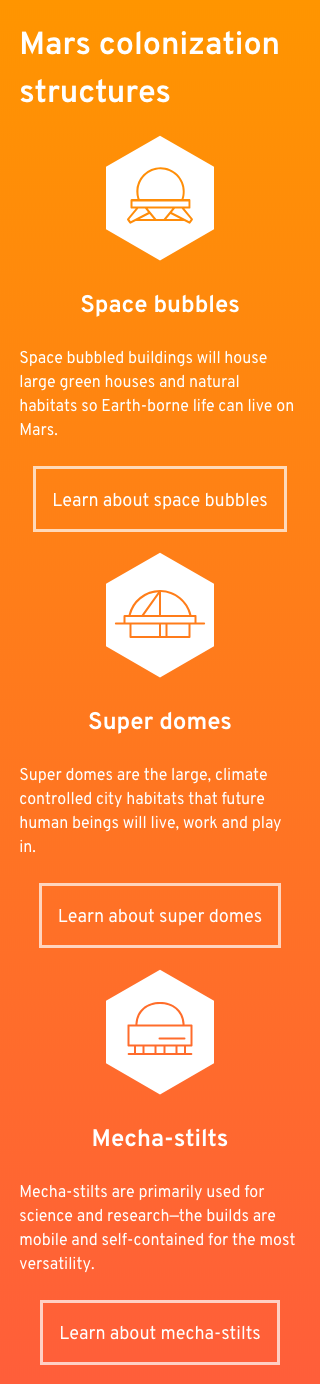 Mars colonization
structures
Space bubbles
Space bubbled buildings will house
large green houses and natural
habitats so Earth-borne life can live on
Mars.
Learn about space bubbles
Super domes
Super domes are the large, climate
controlled city habitats that future
human beings will live, work and play
in.
Learn about super domes
Mecha-stilts
Mecha-stilts are primarily used for
science and research—the builds are
mobile and self-contained for the most
versatility.
Learn about mecha-stilts